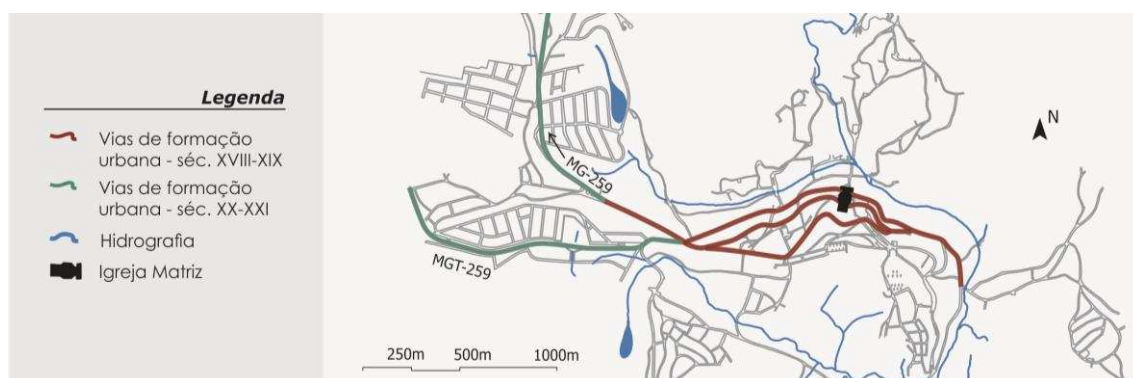 Legenda
Vias de formação
urbana - séc. XVIII-XIX
Vias de formação
urbana - séc. XX-XXI
Hidrografia
Igreja Matriz
MG-259
MGT-259
N
250m 500m 1000m